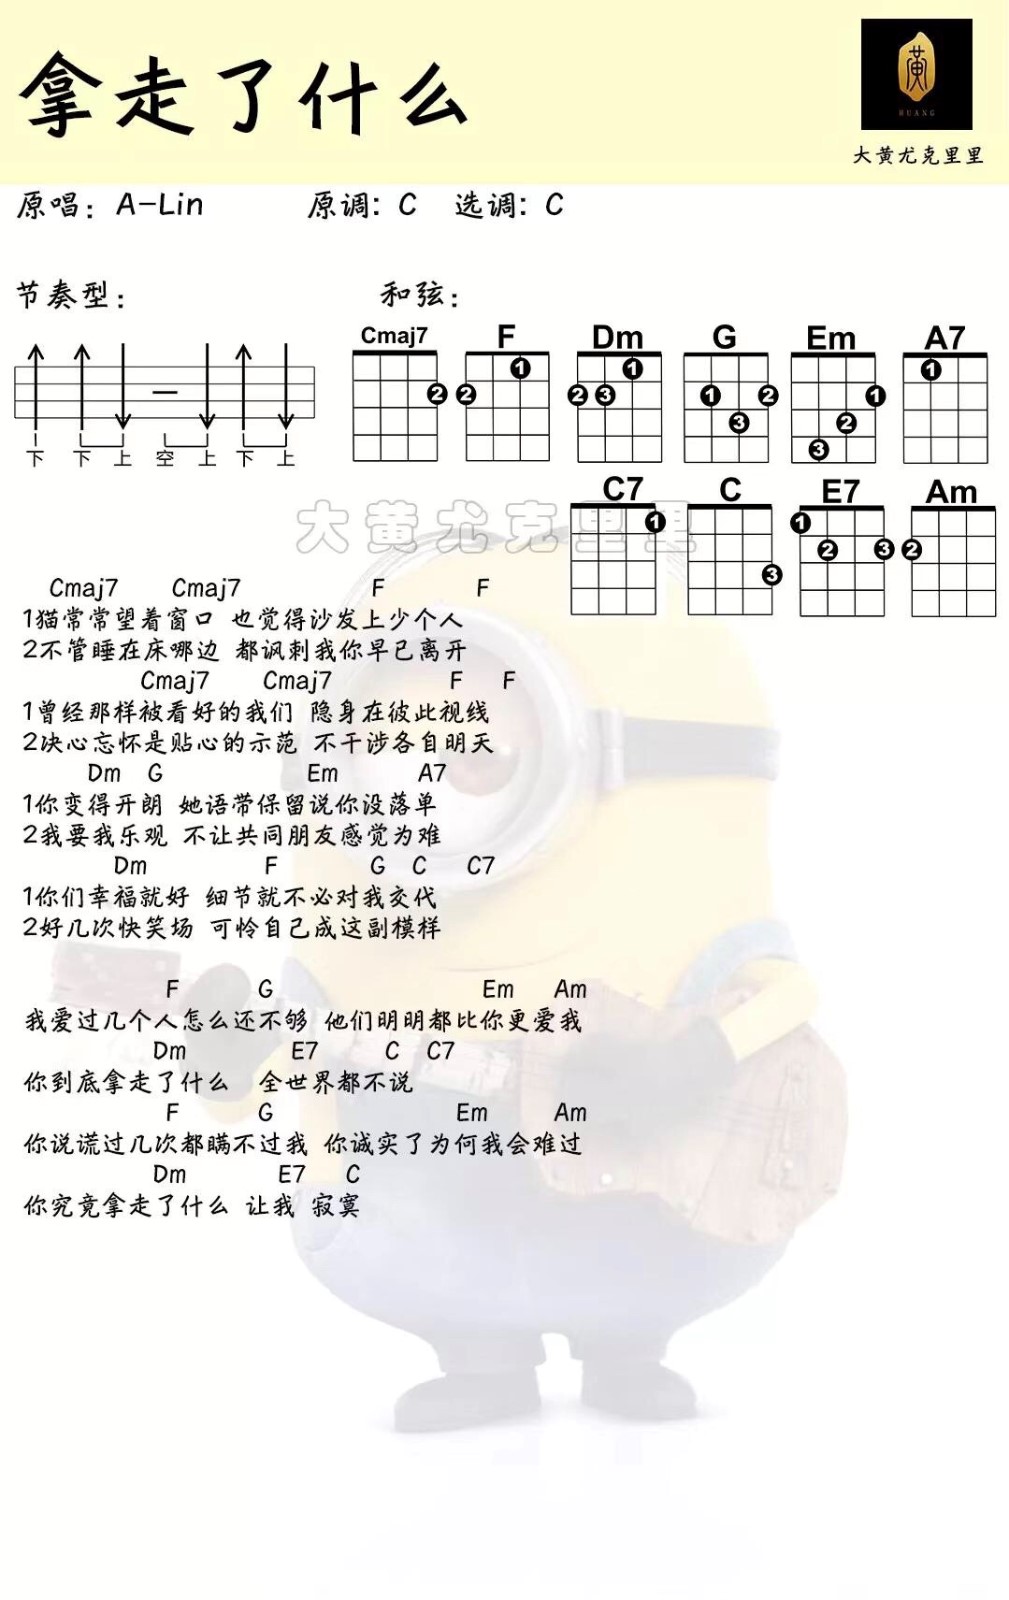 拿走了什么
黄
HUANG
大黄尤克里里
原唱：A-Lin 原调：C 选调：C
节奏型： 和弦：
Cmaj7 F Dm G Em A7
2 2 1 2 3 1 1 2 3 1 2 3 1
下 下 上 空 上 下 上
C7 C E7 Am
1 3 1 2 3 2
大黄尤克里里
Cmaj7 Cmaj7 F F
1猫常常望着窗口 也觉得沙发上少个人
2不管睡在床哪边 都讽刺我你早已离开
Cmaj7 Cmaj7 F F
1曾经那样被看好的我们 隐身在彼此视线
2决心忘怀是贴心的示范 不干涉各自明天
Dm G Em A7
1你变得开朗 她语带保留说你没落单
2我要我乐观 不让共同朋友感觉为难
Dm F G C C7
1你们幸福就好 细节就不必对我交代
2好几次快笑场 可怜自己成这副模样
F G Em Am
我爱过几个人怎么还不够 他们明明都比你更爱我
Dm E7 C C7
你到底拿走了什么 全世界都不说
F G Em Am
你说谎过几次都瞒不过我 你诚实了为何我会难过
Dm E7 C
你究竟拿走了什么 让我 寂寞